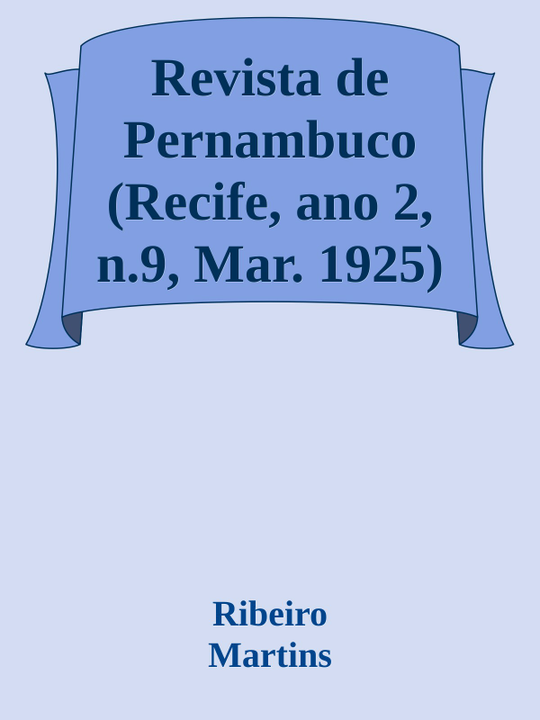 Revista de
Pernambuco
(Recife, ano 2,
n.9, Mar. 1925)
Ribeiro
Martins